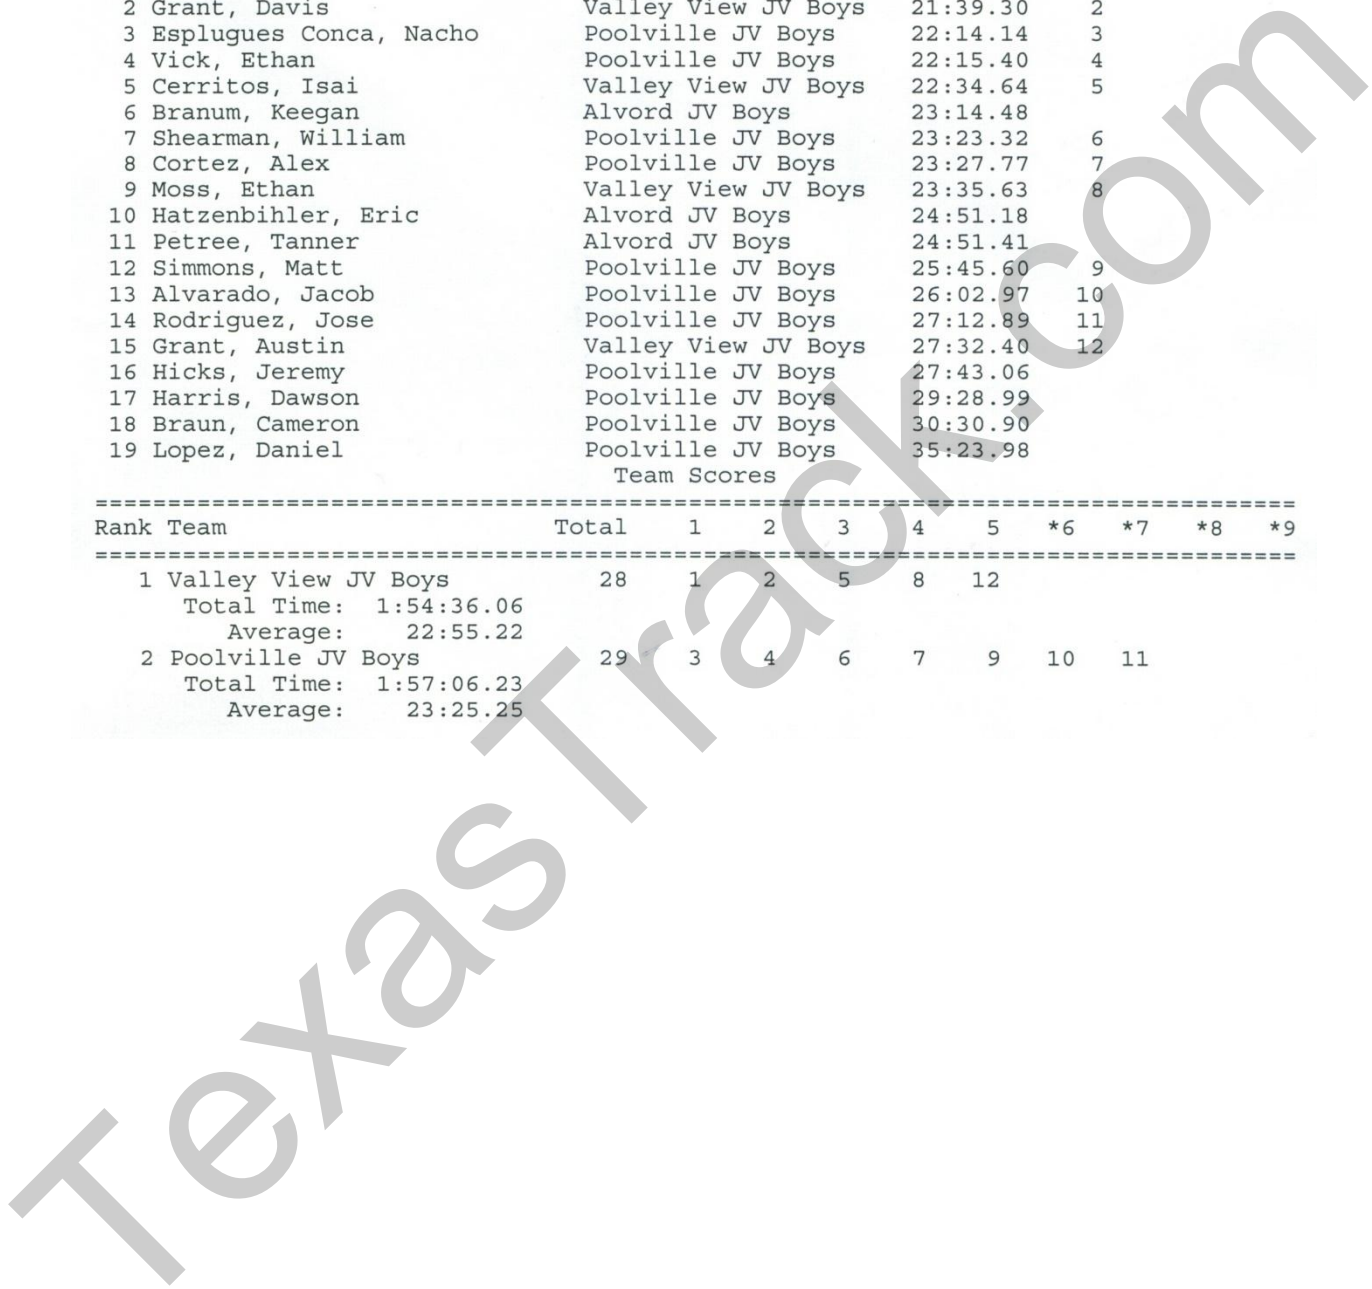 2 Grant, Davis Valley View JV Boys 21:39.30 2
3 Esplugues Conca, Nacho Poolville JV Boys 22:14.14 3
4 Vick, Ethan Poolville JV Boys 22:15.40 4
5 Cerritos, Isai Valley View JV Boys 22:34.64 5
6 Branum, Keegan Alvord JV Boys 23:14.48
7 Shearman, William Poolville JV Boys 23:23.32 6
8 Cortez, Alex Poolville JV Boys 23:27.77 7
9 Moss, Ethan Valley View JV Boys 23:35.63 8
10 Hatzenbihler, Eric Alvord JV Boys 24:51.18
11 Petree, Tanner Alvord JV Boys 24:51.41
12 Simmons, Matt Poolville JV Boys 25:45.60 9
13 Alvarado, Jacob Poolville JV Boys 26:02.97 10
14 Rodriguez, Jose Poolville JV Boys 27:12.89 11
15 Grant, Austin Valley View JV Boys 27:32.40 12
16 Hicks, Jeremy Poolville JV Boys 27:43.06
17 Harris, Dawson Poolville JV Boys 29:28.99
18 Braun, Cameron Poolville JV Boys 30:30.90
19 Lopez, Daniel Poolville JV Boys 35:23.98
Team Scores
Rank Team Total 1 2 3 4 5 *6 *7 *8 *9
1 Valley View JV Boys 28 1 2 5 8 12
Total Time: 1:54:36.06
Average: 22:55.22
2 Poolville JV Boys 29 3 4 6 7 9 10 11
Total Time: 1:57:06.23
Average: 23:25.25
TexasTrack.com